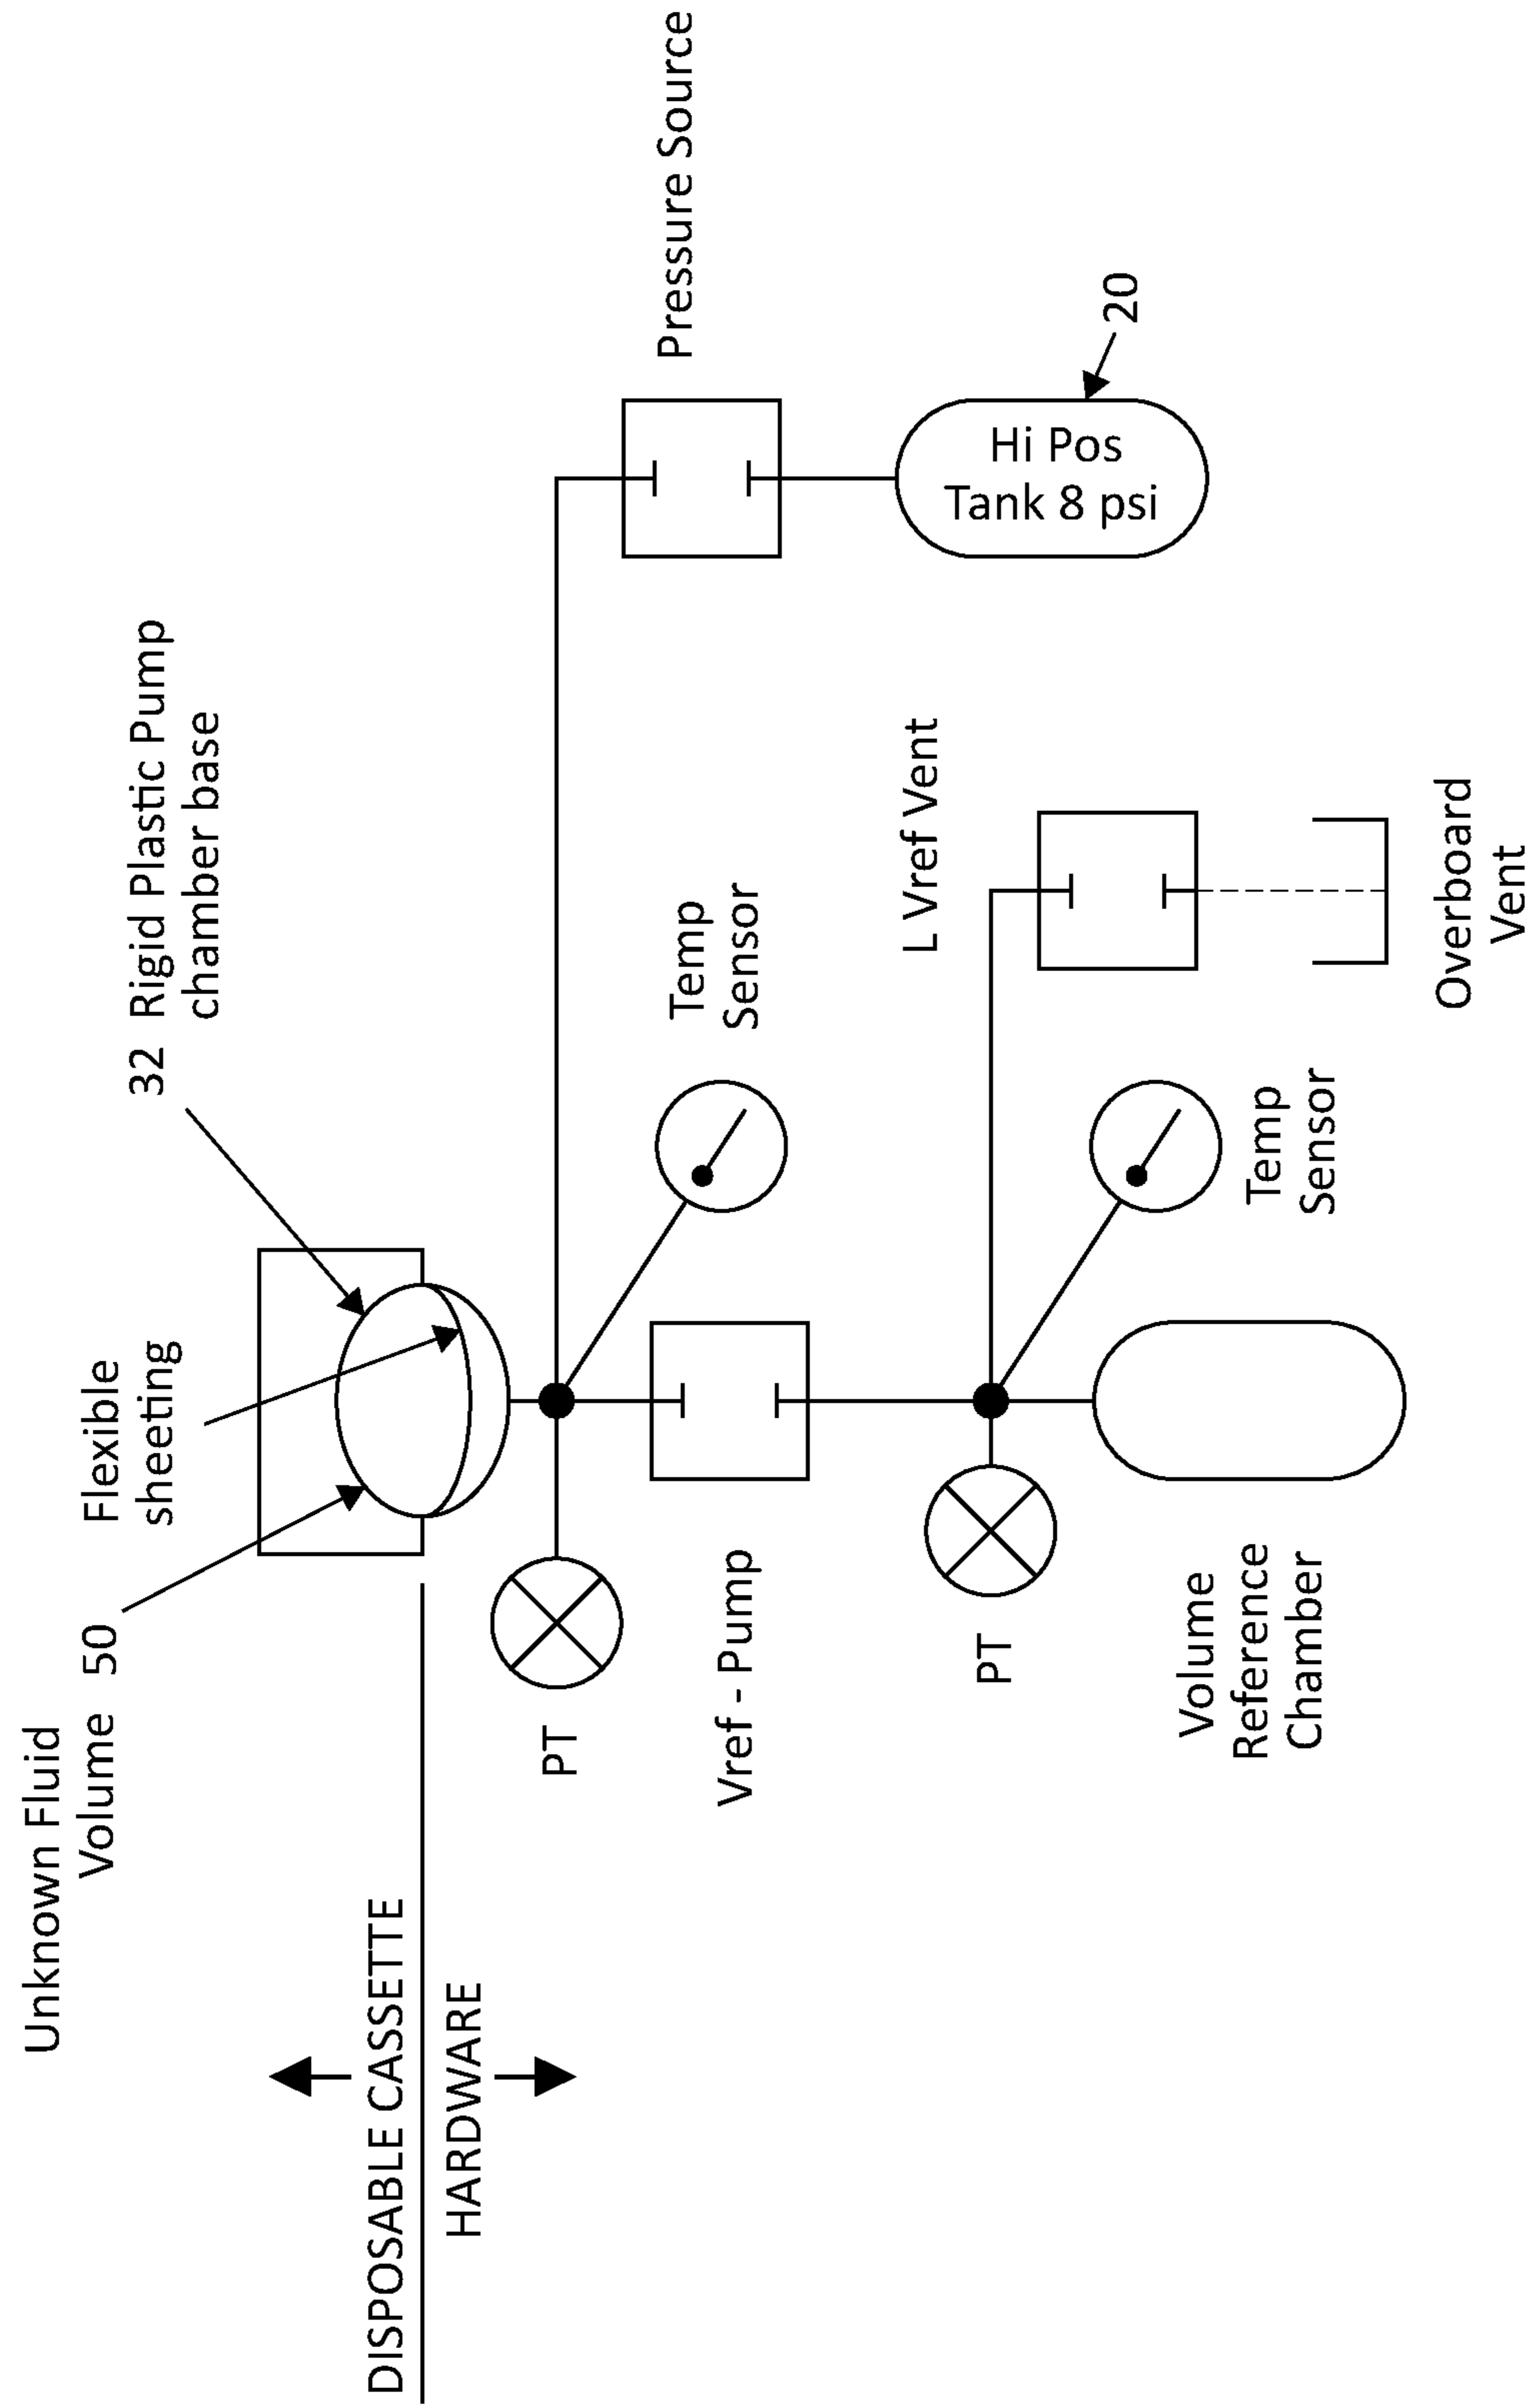 Unknown Fluid
Volume 50
Flexible
sheeting
32 Rigid Plastic Pump
chamber base
DISPOSABLE CASSETTE
HARDWARE
PT
Temp
Sensor
Pressure Source
Vref - Pump
Hi Pos
Tank 8 psi
20
L Vref Vent
PT
Temp
Sensor
Volume
Reference
Chamber
Overboard
Vent